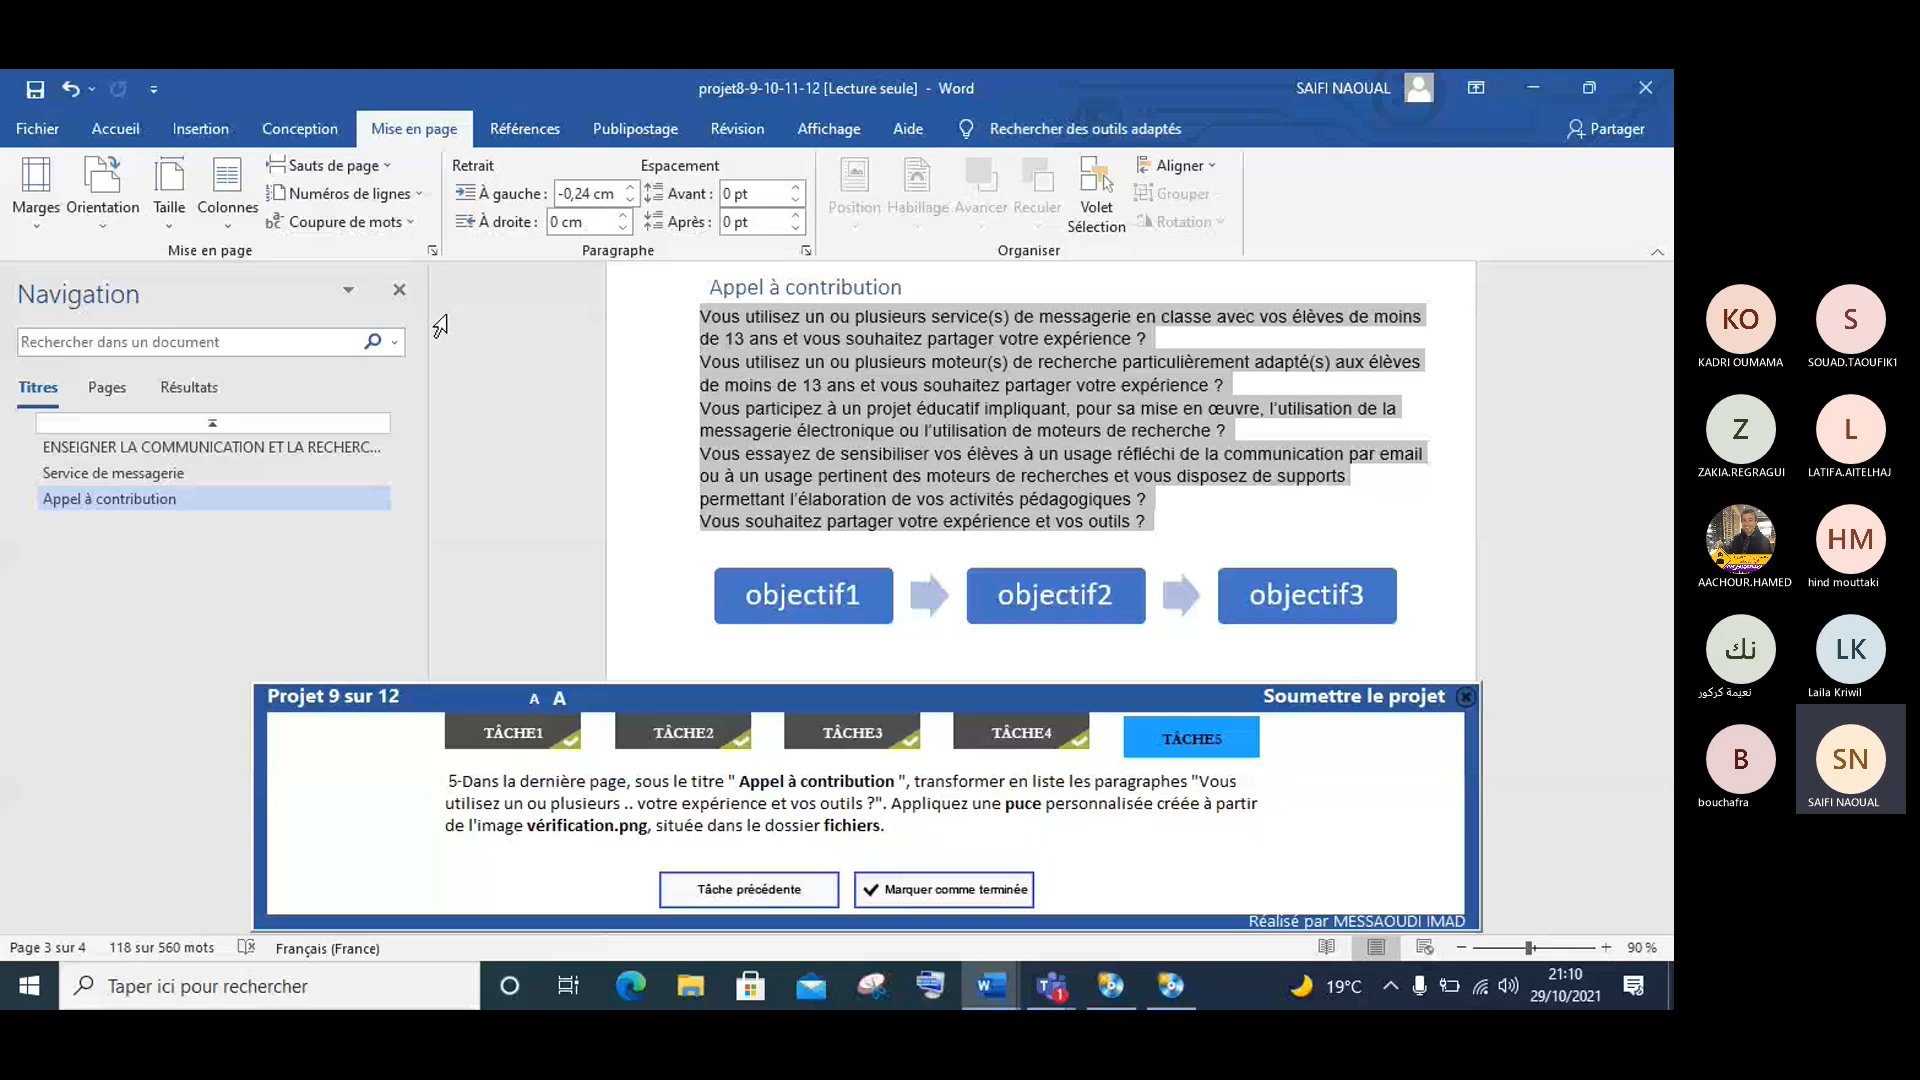 projet8-9-10-11-12 [Lecture seule] - Word
SAIFI NAOUAL
Fichier
Accueil
Insertion
Conception
Mise en page
Références
Publipostage
Révision
Affichage
Aide
Rechercher des outils adaptés
Partager
Marges
Orientation
Taille
Colonnes
Sauts de page
Numéros de lignes
Coupure de mots
Mise en page
Retrait
À gauche : -0,24 cm
À droite : 0 cm
Espacement
Avant : 0 pt
Après : 0 pt
Paragraphe
Position
Habillage
Avancer
Reculer
Volet
Sélection
Aligner
Grouper
Rotation
Organiser
Navigation
Rechercher dans un document
Titres
Pages
Résultats
ENSEIGNER LA COMMUNICATION ET LA RECHERC...
Service de messagerie
Appel à contribution
Appel à contribution
Vous utilisez un ou plusieurs service(s) de messagerie en classe avec vos élèves de moins
de 13 ans et vous souhaitez partager votre expérience ?
Vous utilisez un ou plusieurs moteur(s) de recherche particulièrement adapté(s) aux élèves
de moins de 13 ans et vous souhaitez partager votre expérience ?
Vous participez à un projet éducatif impliquant, pour sa mise en œuvre, l'utilisation de la
messagerie électronique ou l'utilisation de moteurs de recherche ?
Vous essayez de sensibiliser vos élèves à un usage réfléchi de la communication par email
ou à un usage pertinent des moteurs de recherches et vous disposez de supports
permettant l'élaboration de vos activités pédagogiques ?
Vous souhaitez partager votre expérience et vos outils ?
objectif1
objectif2
objectif3
Projet 9 sur 12
A A
Soumettre le projet
TÂCHE1
TÂCHE2
TÂCHE3
TÂCHE4
TÂCHE5
5-Dans la dernière page, sous le titre " Appel à contribution ", transformer en liste les paragraphes "Vous
utilisez un ou plusieurs .. votre expérience et vos outils ?". Appliquez une puce personnalisée créée à partir
de l'image vérification.png, située dans le dossier fichiers.
Tâche précédente
Marquer comme terminée
Réalisé par MESSAOUDI IMAD
Page 3 sur 4
118 sur 560 mots
Français (France)
90 %
Taper ici pour rechercher
19°C
21:10
29/10/2021
KO
KADRI OUMAMA
S
SOUAD.TAOUFIK1
Z
ZAKIA.REGRAGUI
L
LATIFA.AITELHAJ
AACHOUR.HAMED
HM
hind mouttaki
نك
نعيمة كركور
LK
Laila Kriwil
B
bouchafra
SN
SAIFI NAOUAL